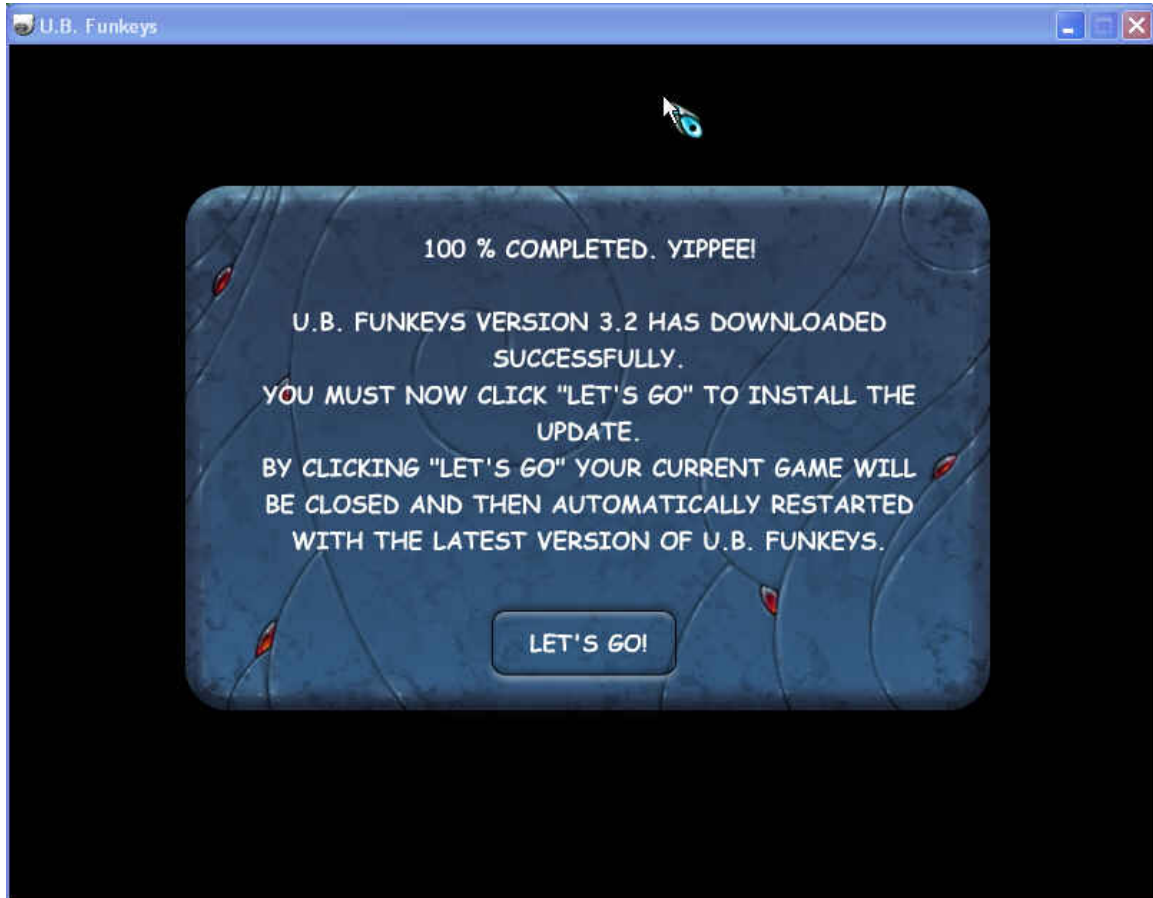 U.B. Funkeys
100 % COMPLETED. YIPPEE!
U.B. FUNKEYS VERSION 3.2 HAS DOWNLOADED
SUCCESSFULLY.
YOU MUST NOW CLICK "LET'S GO" TO INSTALL THE
UPDATE.
BY CLICKING "LET'S GO" YOUR CURRENT GAME WILL
BE CLOSED AND THEN AUTOMATICALLY RESTARTED
WITH THE LATEST VERSION OF U.B. FUNKEYS.
LET'S GO!